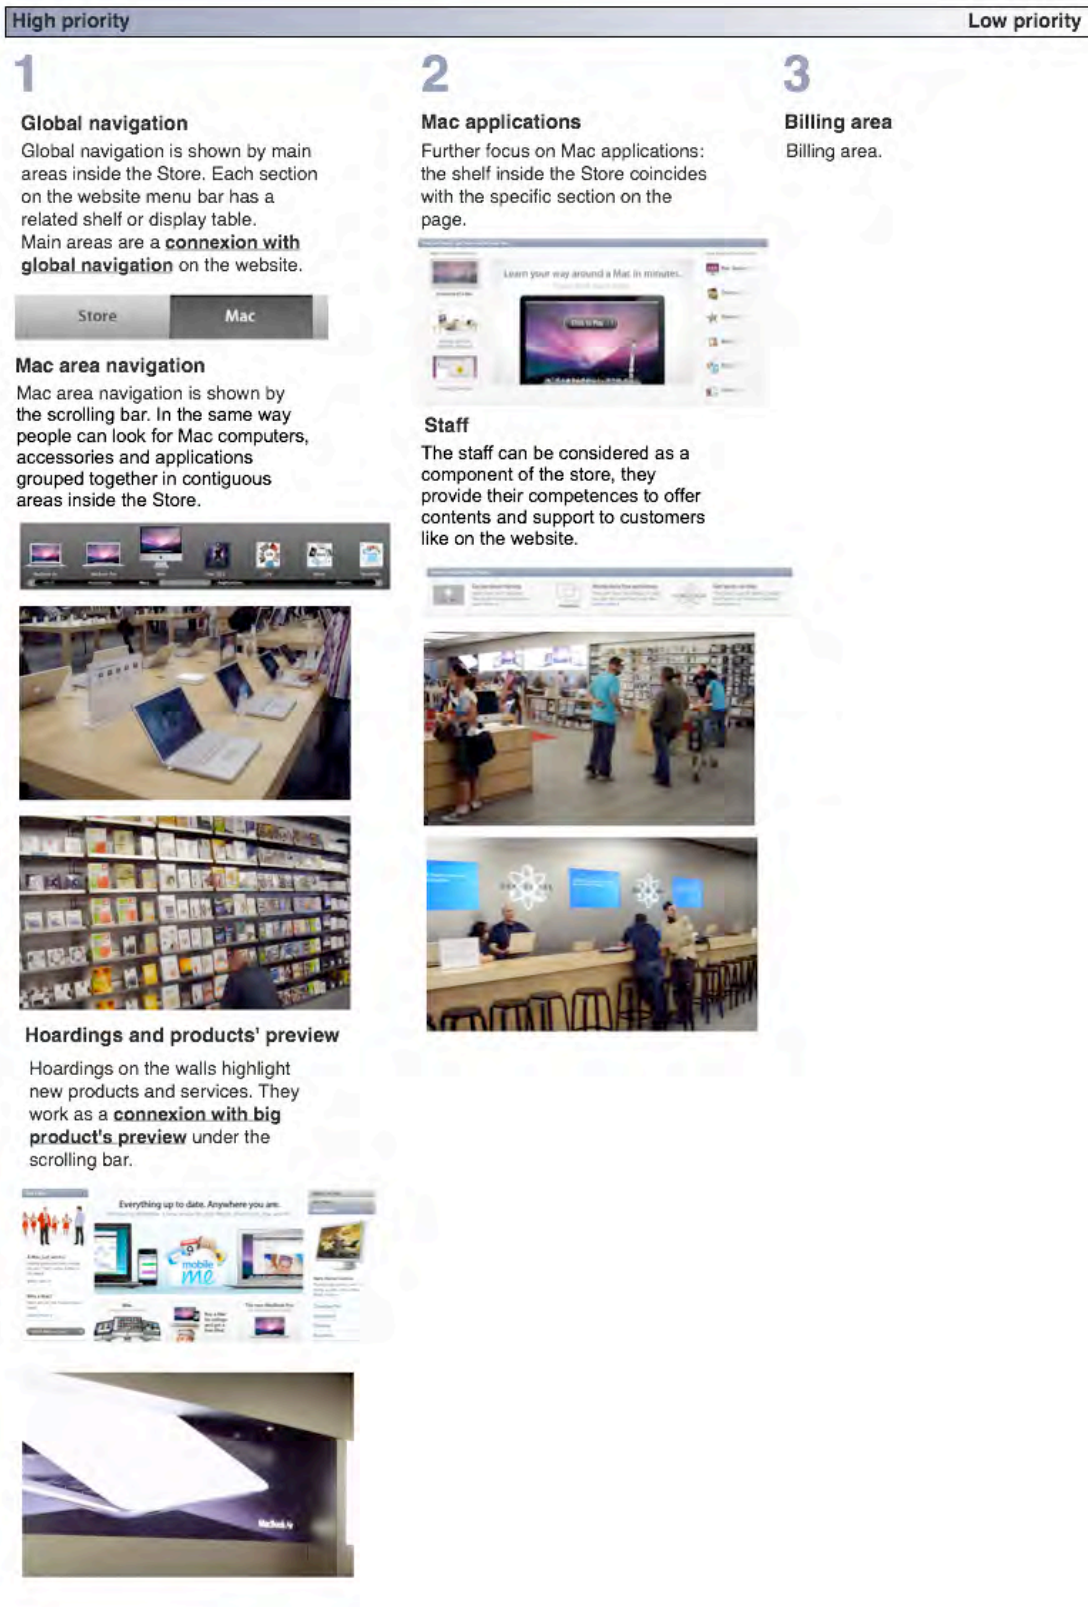 High priority
Low priority
1
Global navigation
Global navigation is shown by main
areas inside the Store. Each section
on the website menu bar has a
related shelf or display table.
Main areas are a connexion with
global navigation on the website.
Store
Mac
Mac area navigation
Mac area navigation is shown by
the scrolling bar. In the same way
people can look for Mac computers,
accessories and applications
grouped together in contiguous
areas inside the Store.
Hoardings and products' preview
Hoardings on the walls highlight
new products and services. They
work as a connexion with big
product's preview under the
scrolling bar.
Everything up to date. Anywhere you are.
mobile
me
The new MacBook Pro
MacBook Air
2
Mac applications
Further focus on Mac applications:
the shelf inside the Store coincides
with the specific section on the
page.
Learn your way around a Mac in minutes.
Click to Play
Staff
The staff can be considered as a
component of the store, they
provide their competences to offer
contents and support to customers
like on the website.
3
Billing area
Billing area.